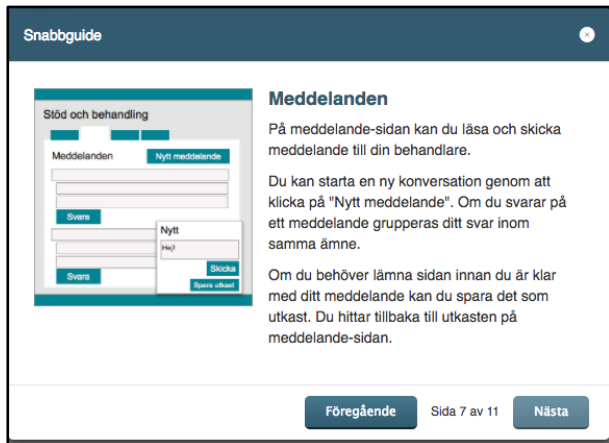 Snabbguide
Stöd och behandling
Meddelanden
Nytt meddelande
Svara
Nytt
Hej!
Skicka
Spara utkast
Svara
Meddelanden
På meddelande-sidan kan du läsa och skicka
meddelande till din behandlare.
Du kan starta en ny konversation genom att
klicka på "Nytt meddelande". Om du svarar på
ett meddelande grupperas ditt svar inom
samma ämne.
Om du behöver lämna sidan innan du är klar
med ditt meddelande kan du spara det som
utkast. Du hittar tillbaka till utkasten på
meddelande-sidan.
Föregående
Sida 7 av 11
Nästa